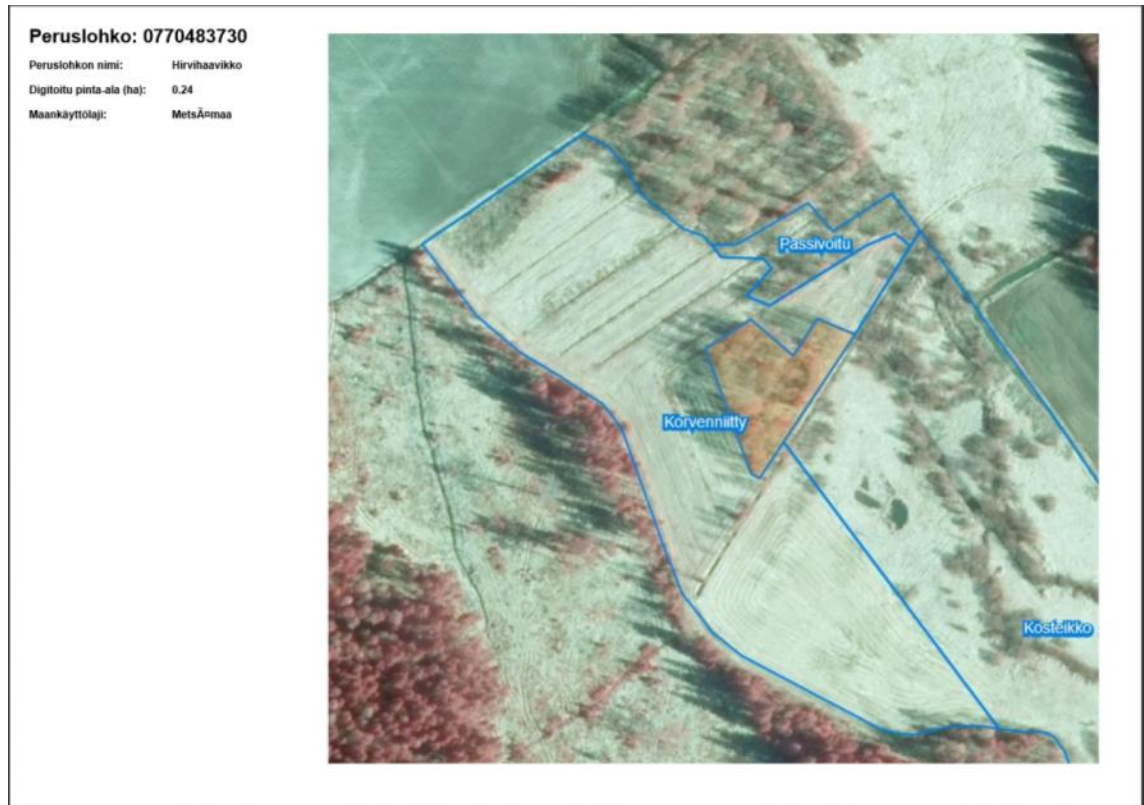 Peruslohko: 0770483730
Peruslohkon nimi: Hirvihaavikko
Digitoitu pinta-ala (ha): 0.24
Maankäyttölaji: MetsÃ¤maa
Passivoitu
Korvenniitty
Kosteikko